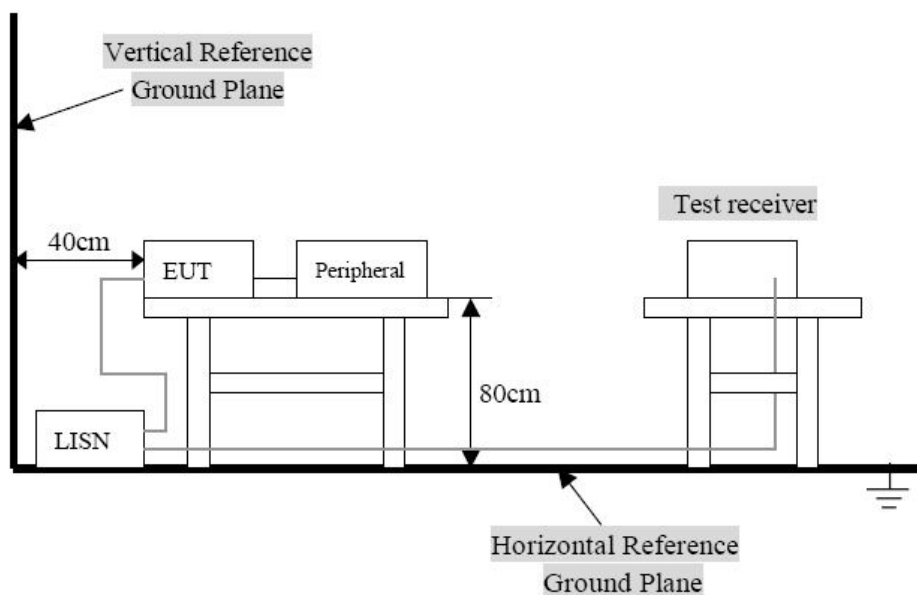 Vertical Reference
Ground Plane
Test receiver
40cm
EUT
Peripheral
80cm
LISN
Horizontal Reference
Ground Plane